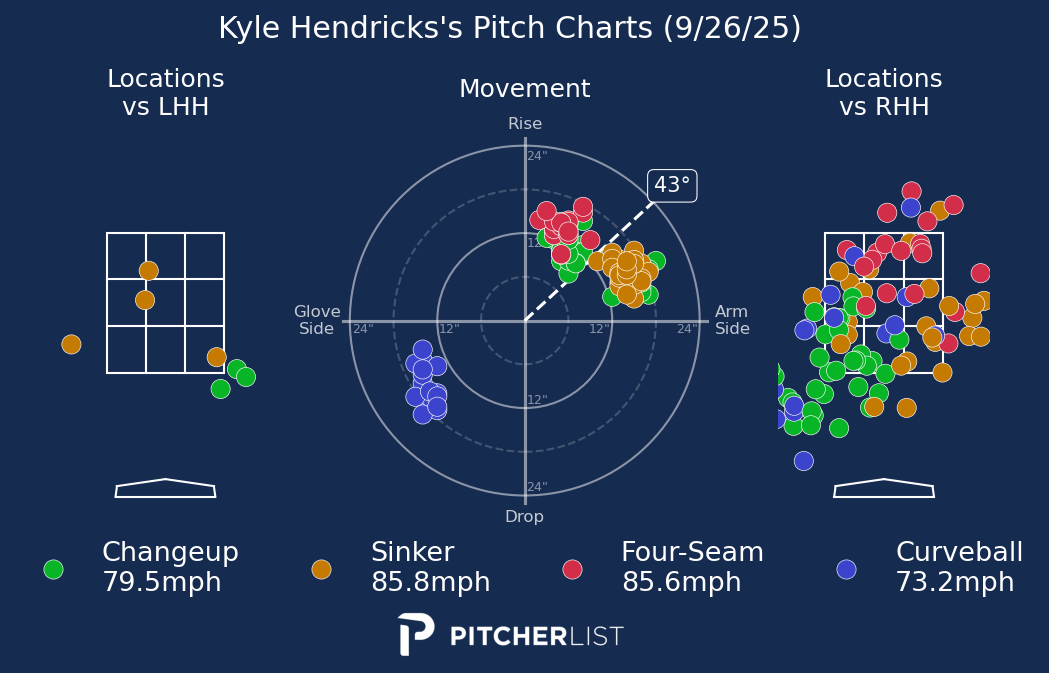 Kyle Hendricks's Pitch Charts (9/26/25)
Locations
vs LHH
Movement
Locations
vs RHH
Rise
24"
43°
12"
Glove
Side
24"
12"
12"
24"
Arm
Side
12"
24"
Drop
Changeup
79.5mph
Sinker
85.8mph
Four-Seam
85.6mph
Curveball
73.2mph
PITCHERLIST